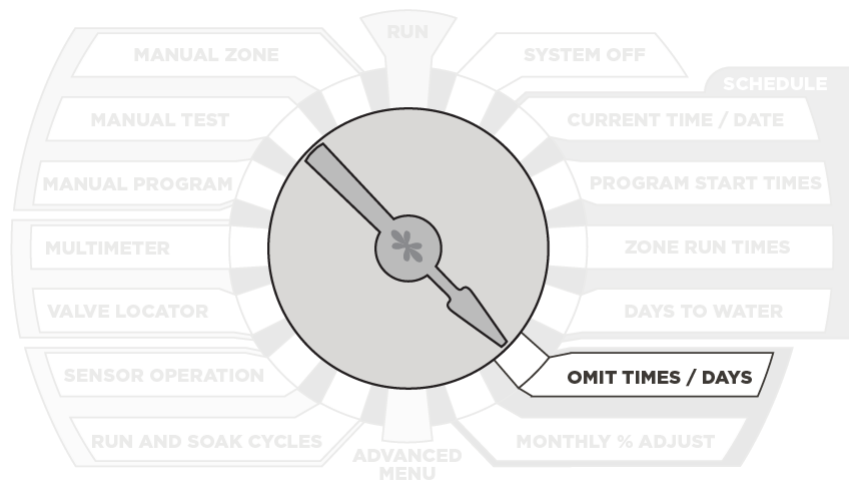 RUN
MANUAL ZONE
SYSTEM OFF
SCHEDULE
MANUAL TEST
CURRENT TIME / DATE
MANUAL PROGRAM
PROGRAM START TIMES
MULTIMETER
ZONE RUN TIMES
VALVE LOCATOR
DAYS TO WATER
SENSOR OPERATION
OMIT TIMES / DAYS
RUN AND SOAK CYCLES
MONTHLY % ADJUST
ADVANCED
MENU